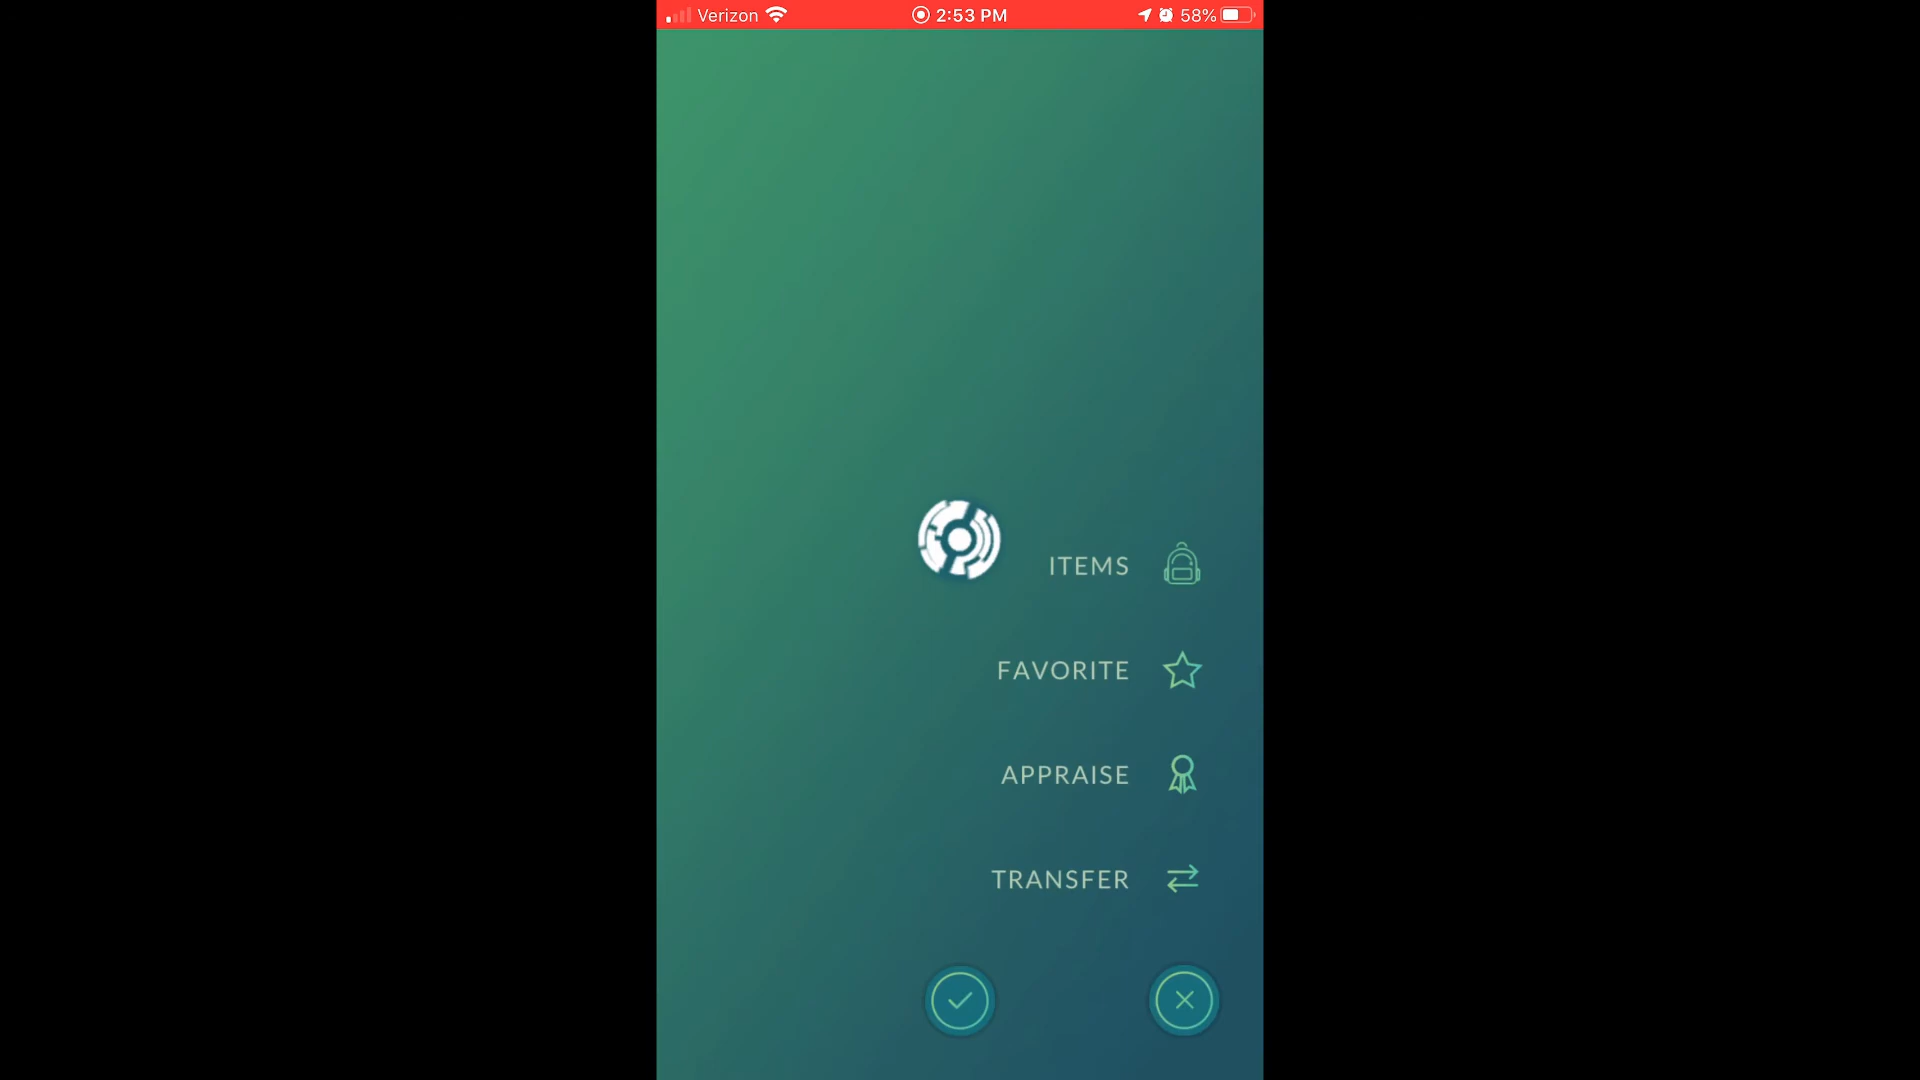 Verizon 2:53 PM 58%
ITEMS
FAVORITE
APPRAISE
TRANSFER